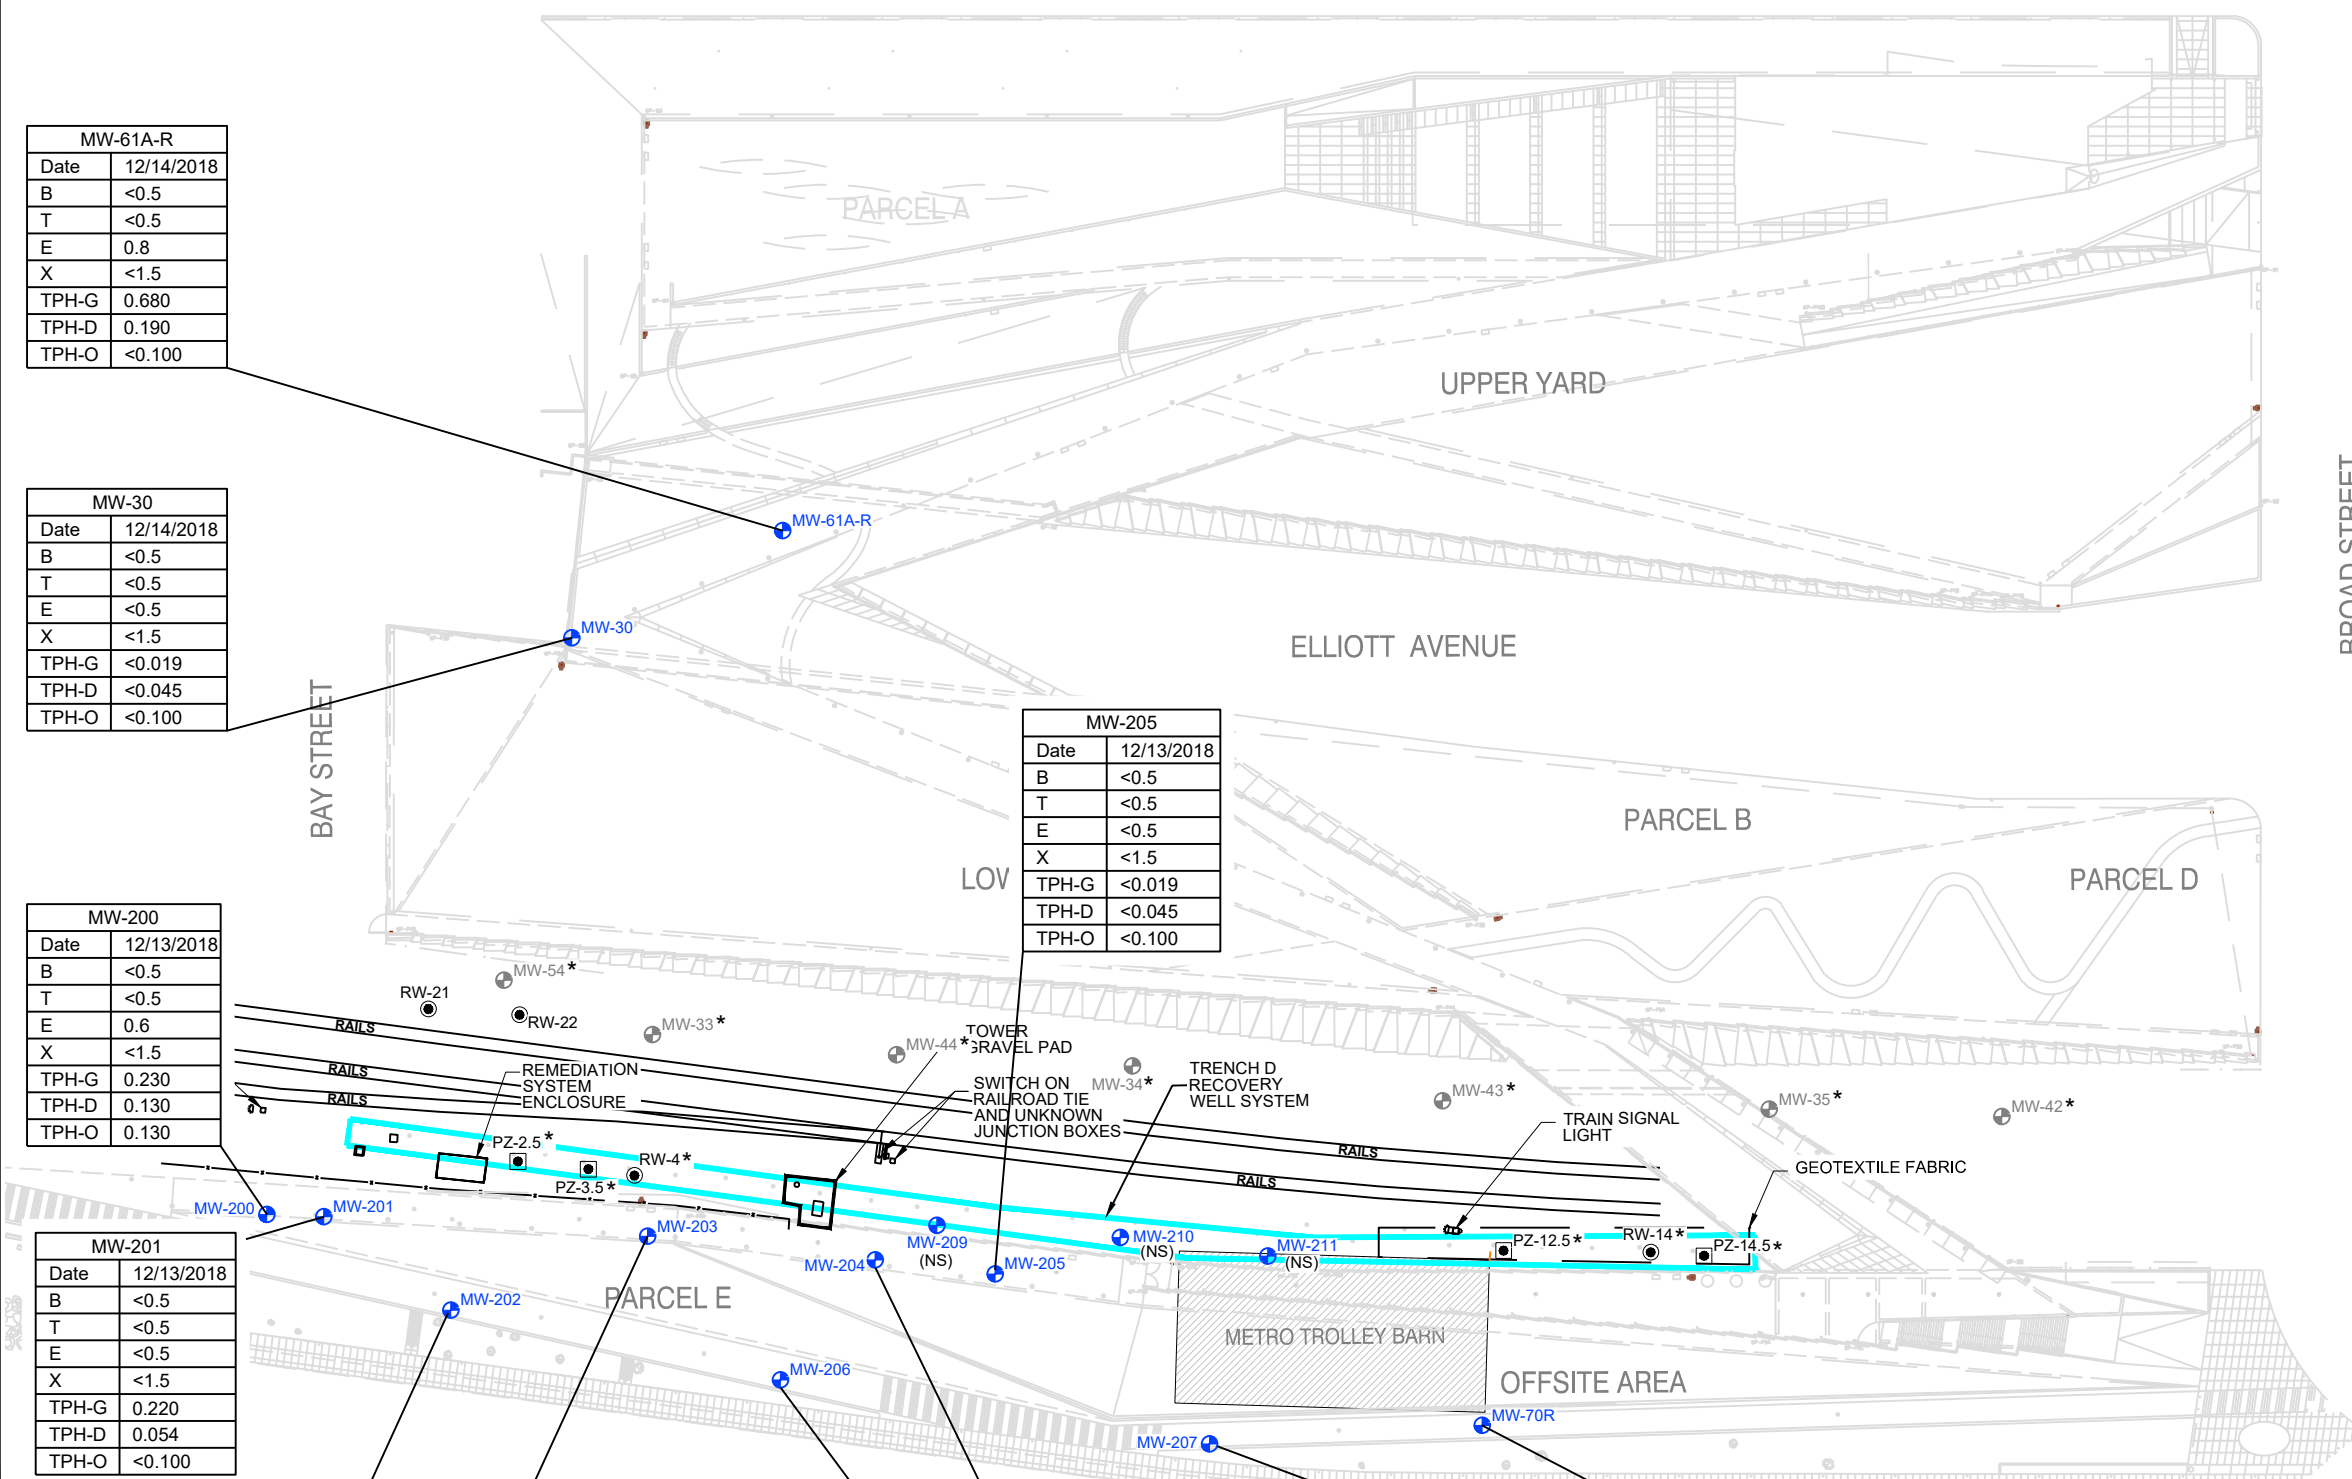 MW-61A-R
Date 12/14/2018
B <0.5
T <0.5
E 0.8
X <1.5
TPH-G 0.680
TPH-D 0.190
TPH-O <0.100
PARCEL A
UPPER YARD
BROAD STREET
MW-61A-R
MW-30
Date 12/14/2018
B <0.5
T <0.5
E <0.5
X <1.5
TPH-G <0.019
TPH-D <0.045
TPH-O <0.100
MW-30
ELLIOTT AVENUE
BAY STREET
MW-205
Date 12/13/2018
B <0.5
T <0.5
E <0.5
X <1.5
TPH-G <0.019
TPH-D <0.045
TPH-O <0.100
PARCEL B
PARCEL D
LOW
MW-200
Date 12/13/2018
B <0.5
T <0.5
E 0.6
X <1.5
TPH-G 0.230
TPH-D 0.130
TPH-O 0.130
MW-54*
RW-21
RW-22
MW-33*
MW-44*
TOWER
GRAVEL PAD
MW-34*
MW-43*
MW-35*
MW-42*
RAILS
RAILS
RAILS
RAILS
RAILS
REMEDIATION
SYSTEM
ENCLOSURE
SWITCH ON
RAILROAD TIE
AND UNKNOWN
JUNCTION BOXES
TRENCH D
RECOVERY
WELL SYSTEM
TRAIN SIGNAL
LIGHT
GEOTEXTILE FABRIC
PZ-2.5*
PZ-3.5*
RW-4*
PZ-12.5*
RW-14*
PZ-14.5*
MW-200
MW-201
MW-203
MW-209
(NS)
MW-210
(NS)
MW-211
(NS)
MW-204
MW-205
MW-202
PARCEL E
METRO TROLLEY BARN
MW-206
OFFSITE AREA
MW-70R
MW-207
MW-201
Date 12/13/2018
B <0.5
T <0.5
E <0.5
X <1.5
TPH-G 0.220
TPH-D 0.054
TPH-O <0.100